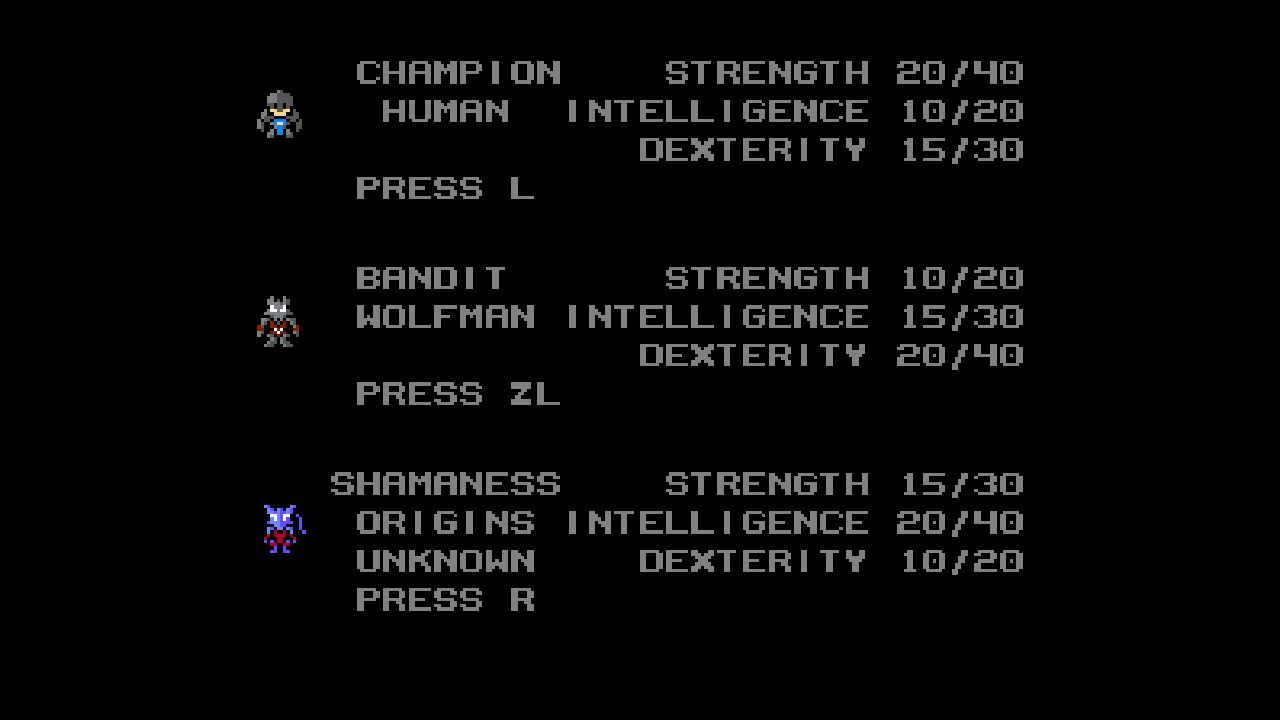 CHAMPION STRENGTH 20/40
HUMAN INTELLIGENCE 10/20
DEXTERITY 15/30
PRESS L
BANDIT STRENGTH 10/20
WOLFMAN INTELLIGENCE 15/30
DEXTERITY 20/40
PRESS ZL
SHAMANESS STRENGTH 15/30
ORIGINS INTELLIGENCE 20/40
UNKNOWN DEXTERITY 10/20
PRESS R